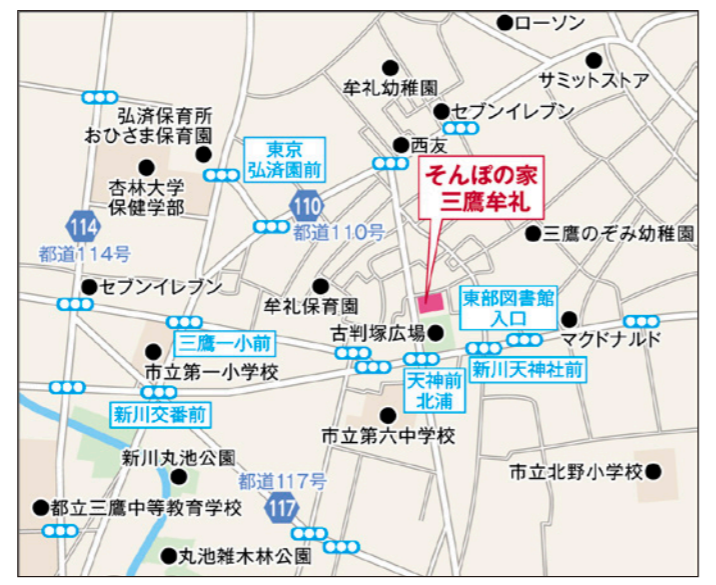 ローソン
サミットストア
牟礼幼稚園
セブンイレブン
弘済保育所
おひさま保育園
東京
弘済園前
西友
そんぽの家
三鷹牟礼
杏林大学
保健学部
110
都道110号
114
都道114号
三鷹のぞみ幼稚園
セブンイレブン
牟礼保育園
東部図書館
入口
三鷹一小前
古判塚広場
マクドナルド
市立第一小学校
天神前
北浦
新川天神社前
新川交番前
市立第六中学校
新川丸池公園
都道117号
117
市立北野小学校
都立三鷹中等教育学校
丸池雑木林公園